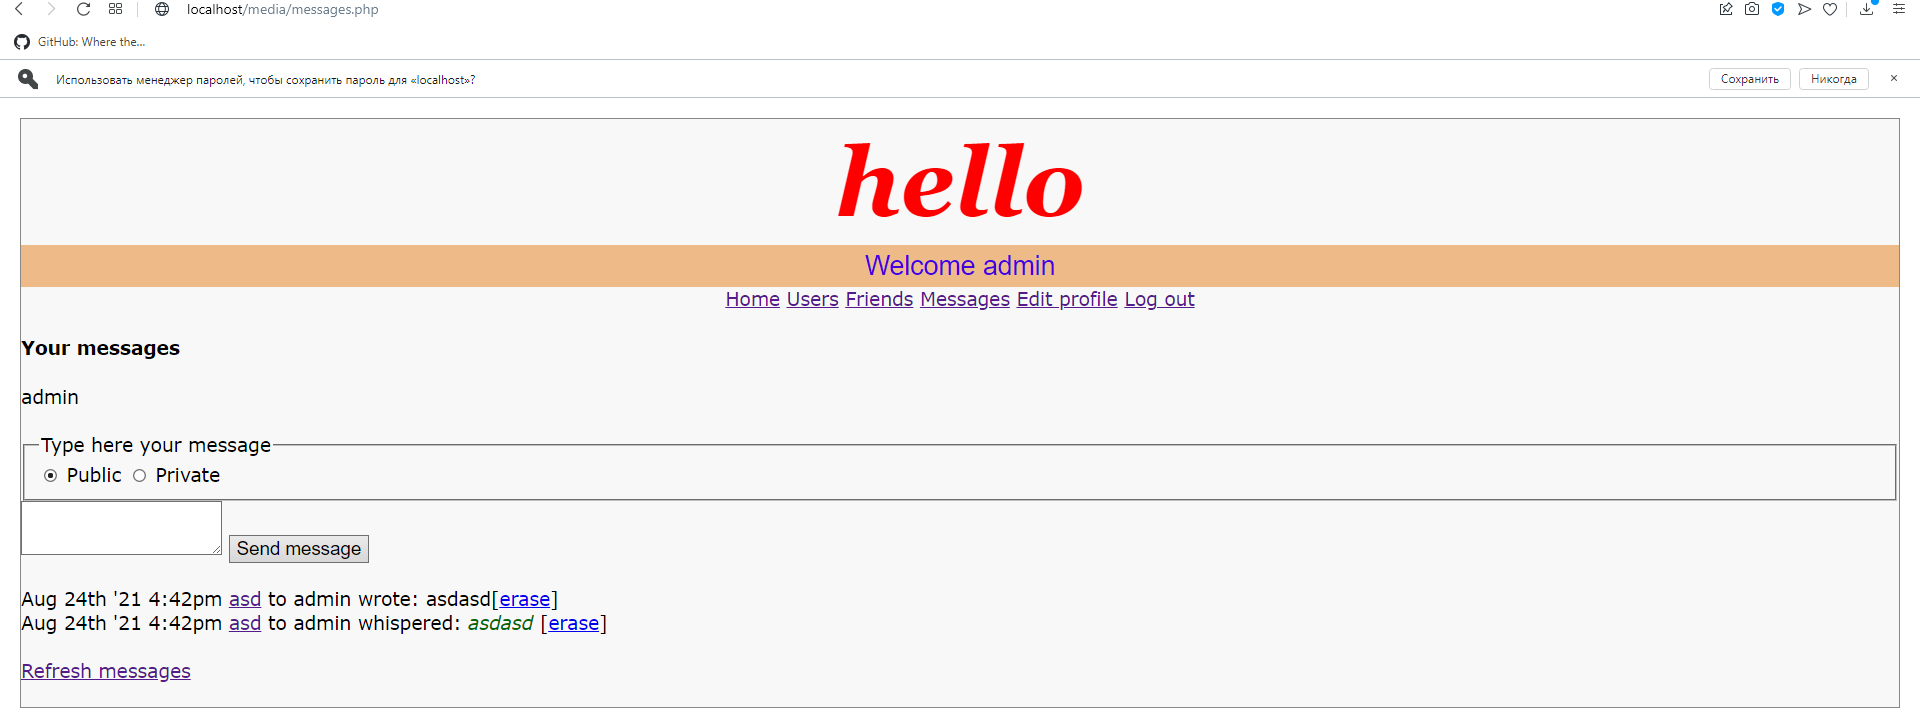 localhost/media/messages.php
GitHub: Where the...
Использовать менеджер паролей, чтобы сохранить пароль для «localhost»? Сохранить Никогда ×
hello
Welcome admin
Home Users Friends Messages Edit profile Log out
Your messages
admin
Type here your message
Public Private
Send message
Aug 24th '21 4:42pm asd to admin wrote: asdasd[erase]
Aug 24th '21 4:42pm asd to admin whispered: asdasd [erase]
Refresh messages